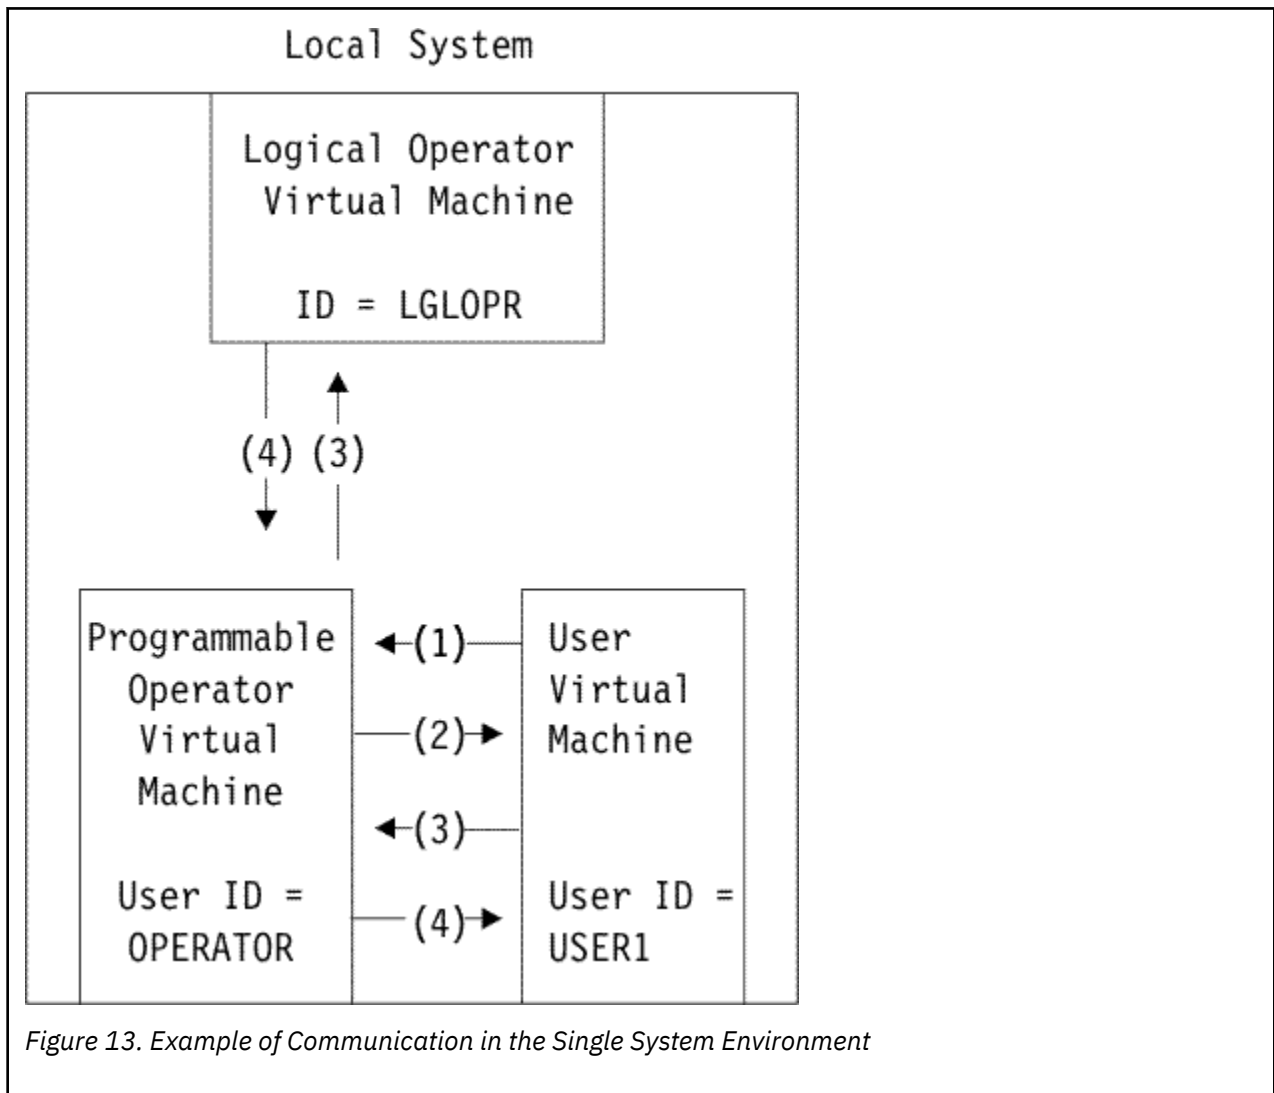 Local System
Logical Operator
Virtual Machine
ID = LGLOPR
(4) (3)
Programmable
Operator
Virtual
Machine
User ID =
OPERATOR
(1)
(2)
(3)
(4)
User
Virtual
Machine
User ID =
USER1
Figure 13. Example of Communication in the Single System Environment